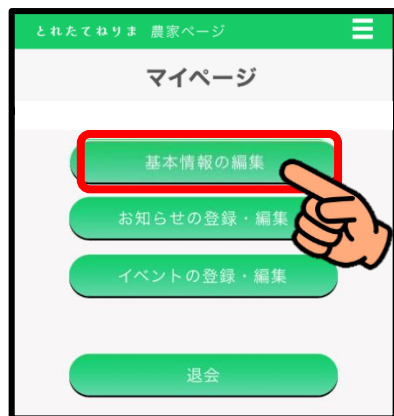 とれたてねりま 農家ページ
マイページ
基本情報の編集
お知らせの登録・編集
イベントの登録・編集
退会